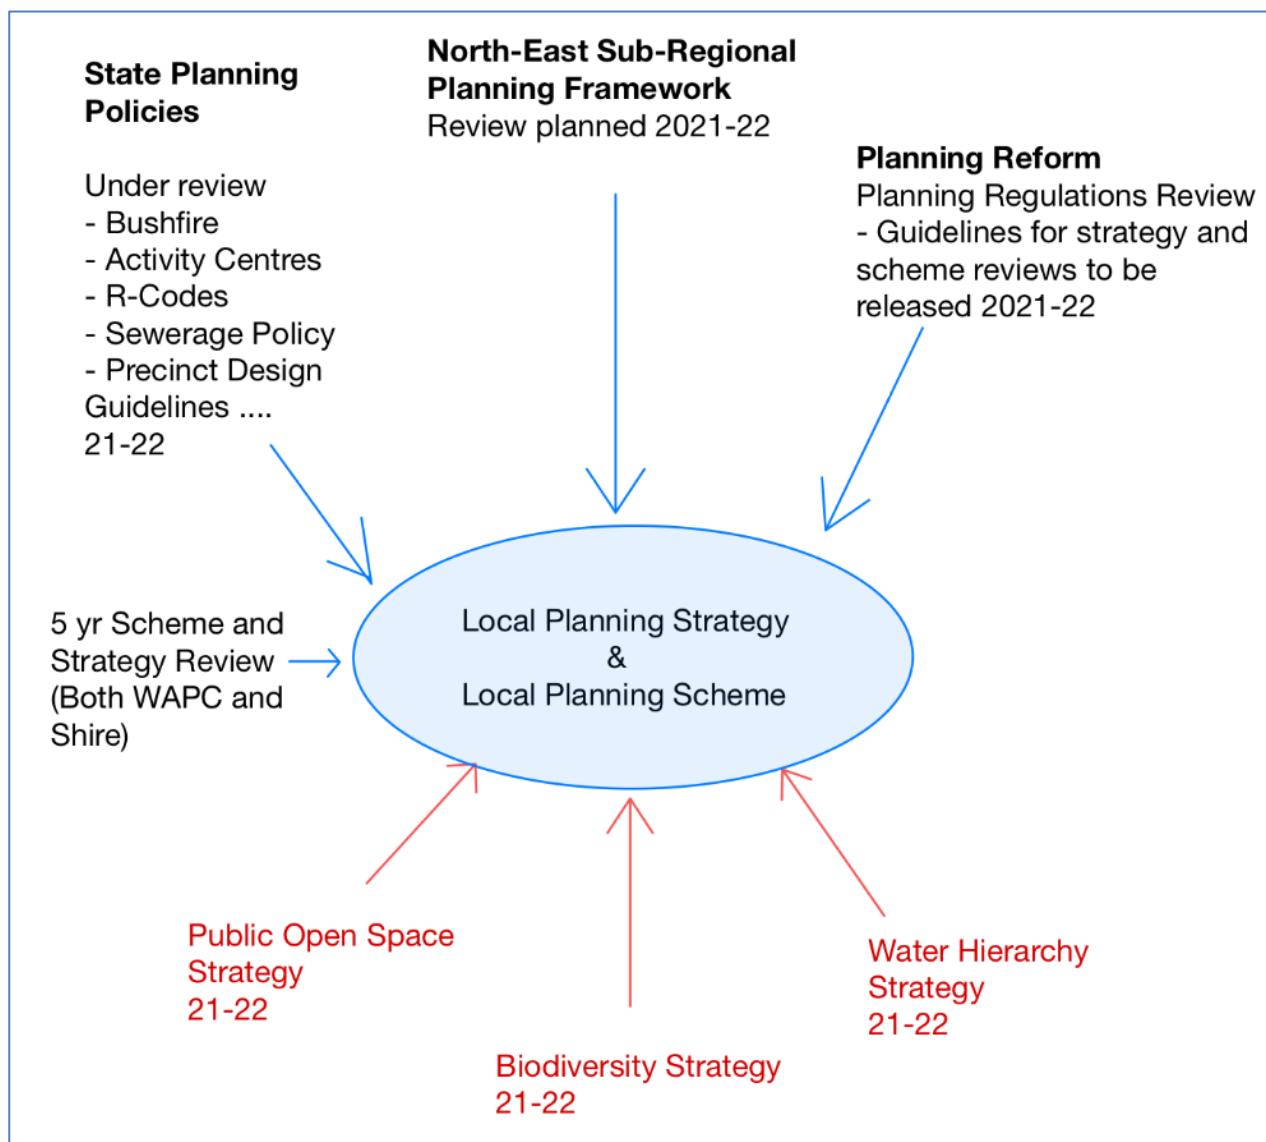 State Planning
Policies
Under review
- Bushfire
- Activity Centres
- R-Codes
- Sewerage Policy
- Precinct Design
Guidelines ....
21-22
North-East Sub-Regional
Planning Framework
Review planned 2021-22
Planning Reform
Planning Regulations Review
- Guidelines for strategy and
scheme reviews to be
released 2021-22
5 yr Scheme and
Strategy Review
(Both WAPC and
Shire)
Local Planning Strategy
&
Local Planning Scheme
Public Open Space
Strategy
21-22
Biodiversity Strategy
21-22
Water Hierarchy
Strategy
21-22